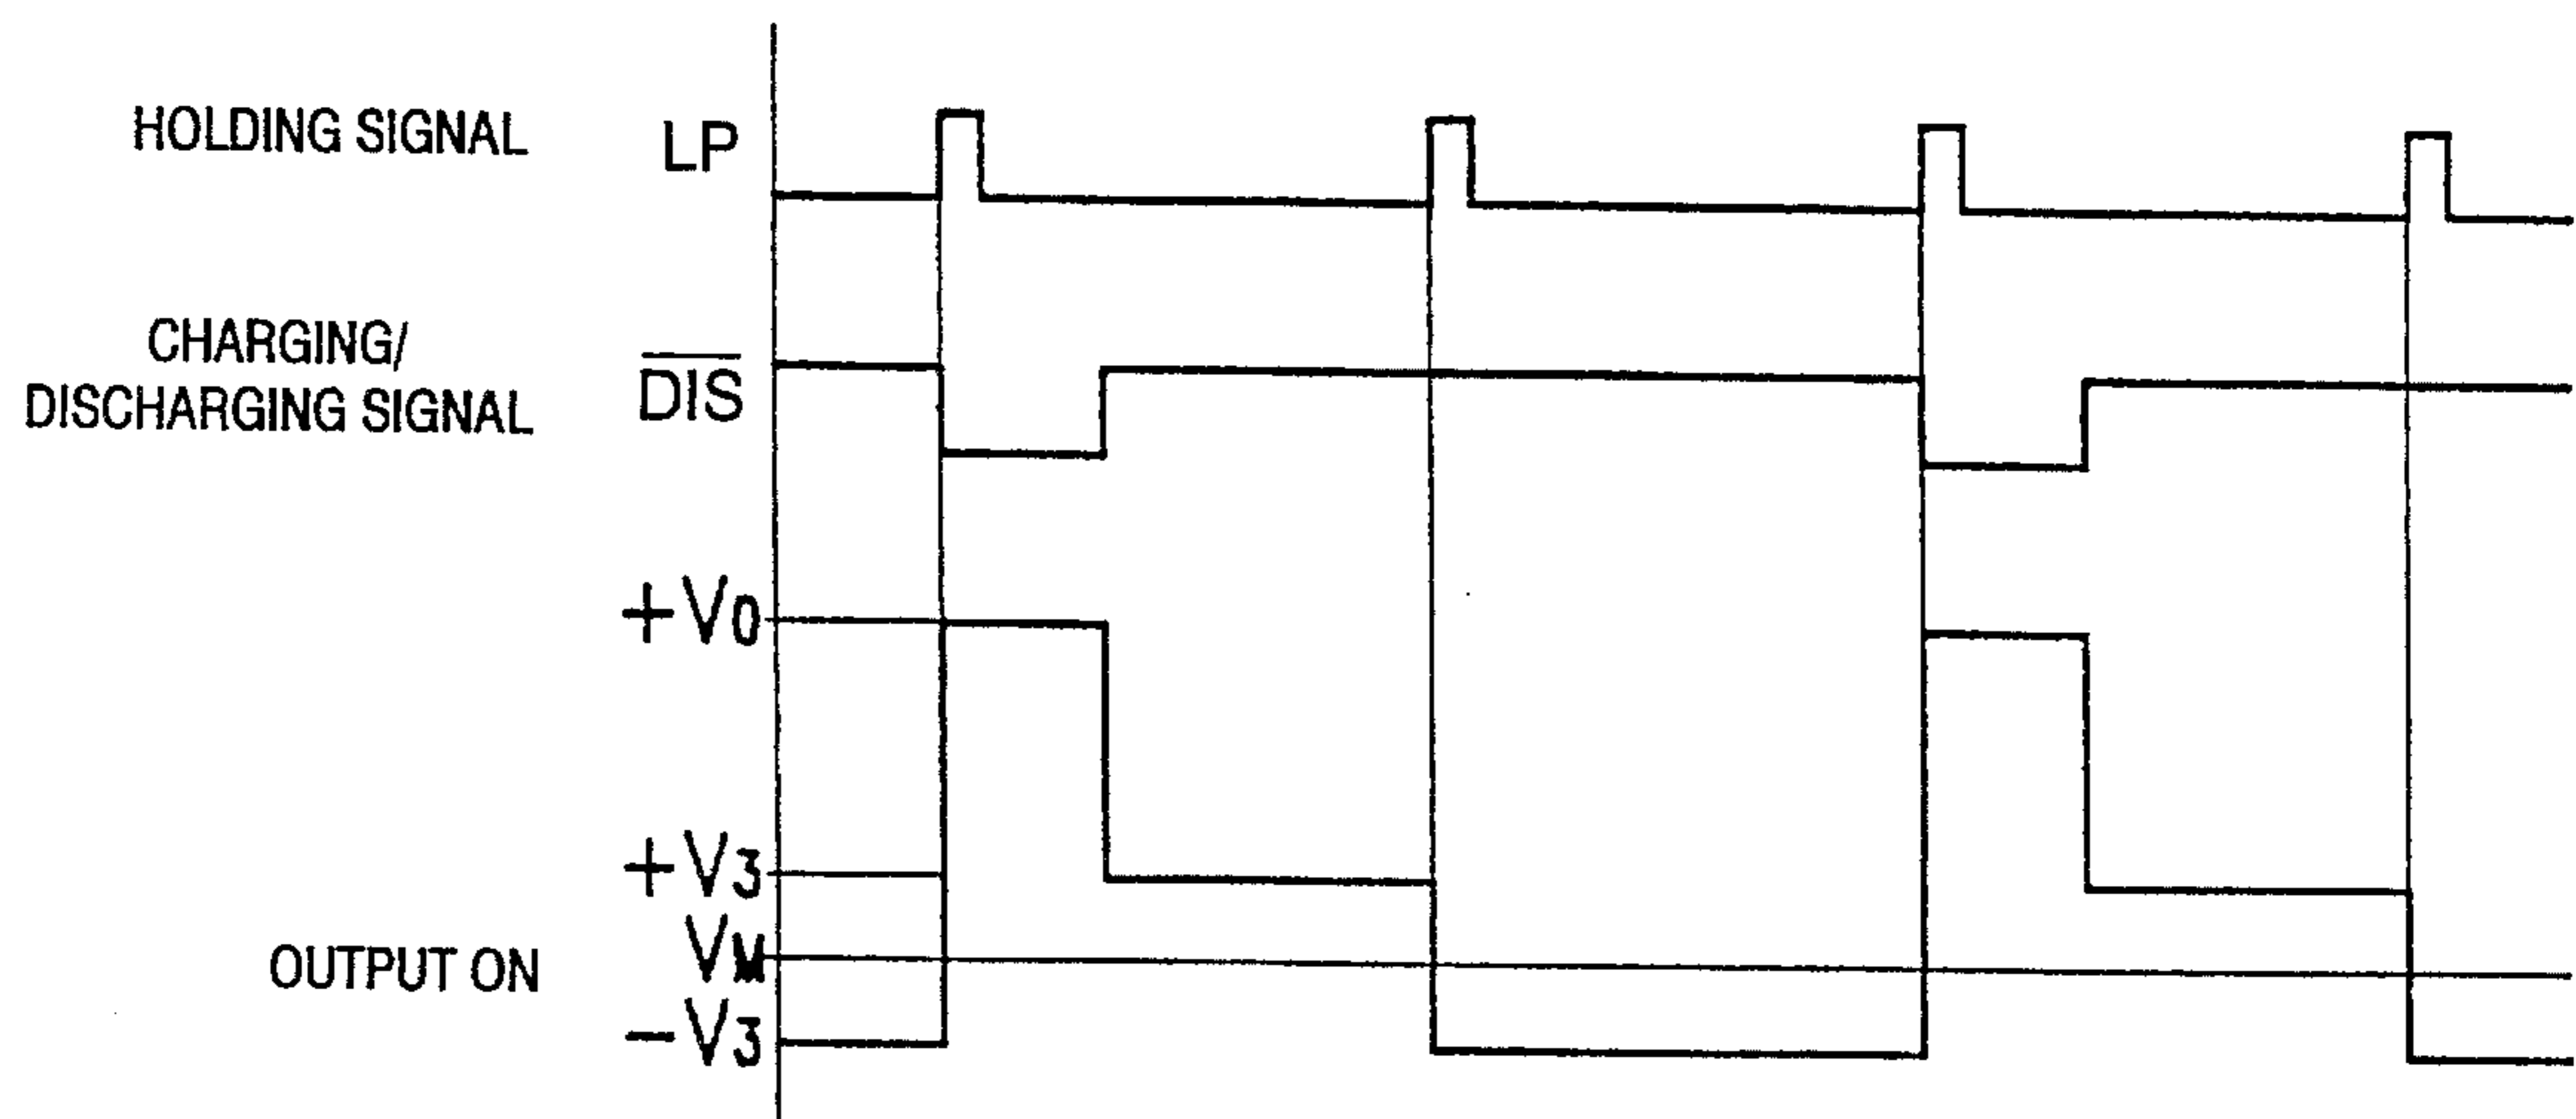 HOLDING SIGNAL LP
CHARGING/
DISCHARGING SIGNAL DIS
+V0
+V3
VM
OUTPUT ON
-V3